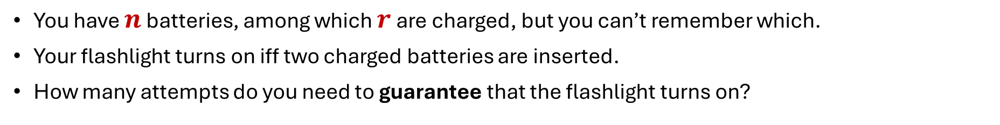 • You have n batteries, among which r are charged, but you can’t remember which.
• Your flashlight turns on iff two charged batteries are inserted.
• How many attempts do you need to guarantee that the flashlight turns on?